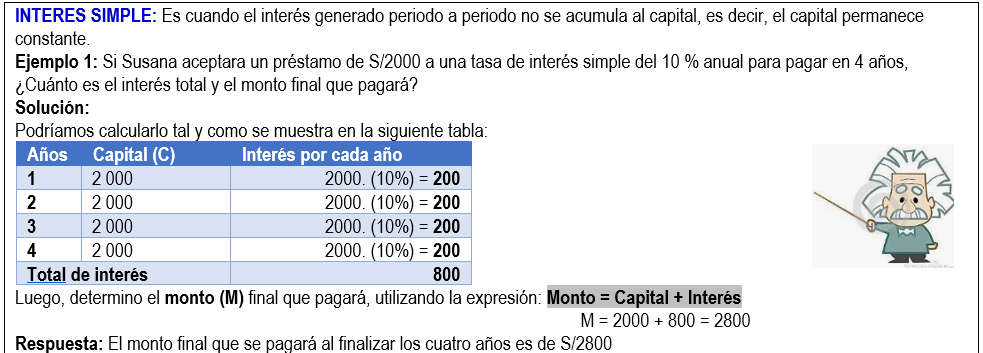 INTERES SIMPLE: Es cuando el interés generado periodo a periodo no se acumula al capital, es decir, el capital permanece
constante.
Ejemplo 1: Si Susana aceptara un préstamo de S/2000 a una tasa de interés simple del 10 % anual para pagar en 4 años,
¿Cuánto es el interés total y el monto final que pagará?
Solución:
Podríamos calcularlo tal y como se muestra en la siguiente tabla:
Años Capital (C) Interés por cada año
1 2 000 2000. (10%) = 200
2 2 000 2000. (10%) = 200
3 2 000 2000. (10%) = 200
4 2 000 2000. (10%) = 200
Total de interés 800
Luego, determino el monto (M) final que pagará, utilizando la expresión: Monto = Capital + Interés
M = 2000 + 800 = 2800
Respuesta: El monto final que se pagará al finalizar los cuatro años es de S/2800